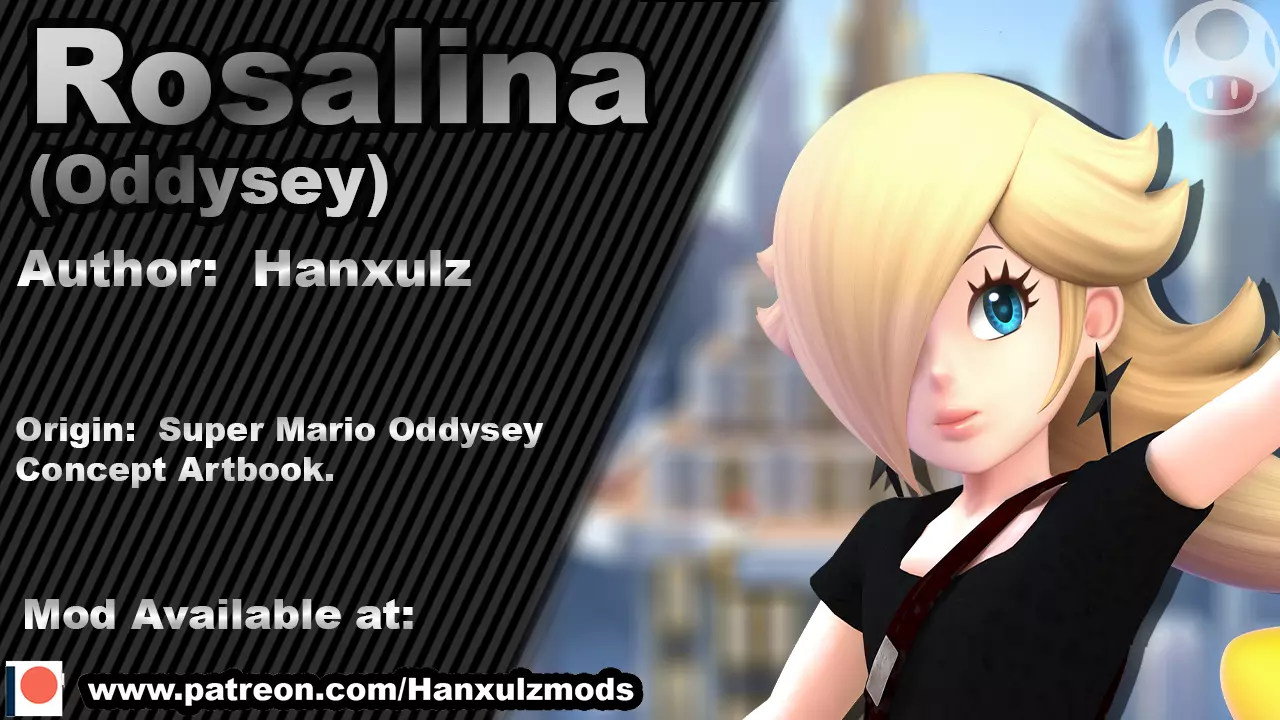 Rosalina
(Oddysey)
Author: Hanxulz
Origin: Super Mario Oddysey
Concept Artbook.
Mod Available at:
www.patreon.com/Hanxulzmods